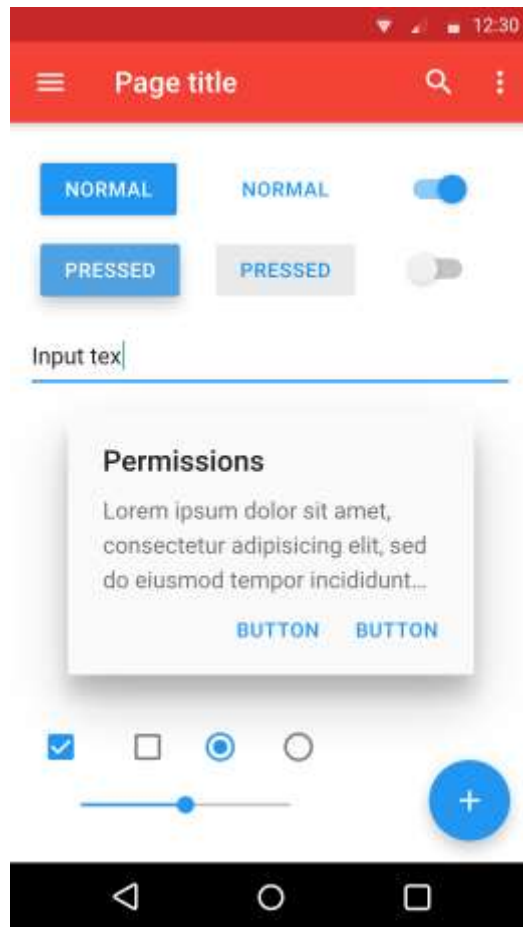 12:30
Page title
NORMAL NORMAL
PRESSED PRESSED
Input tex
Permissions
Lorem ipsum dolor sit amet,
consectetur adipisicing elit, sed
do eiusmod tempor incididunt...
BUTTON BUTTON